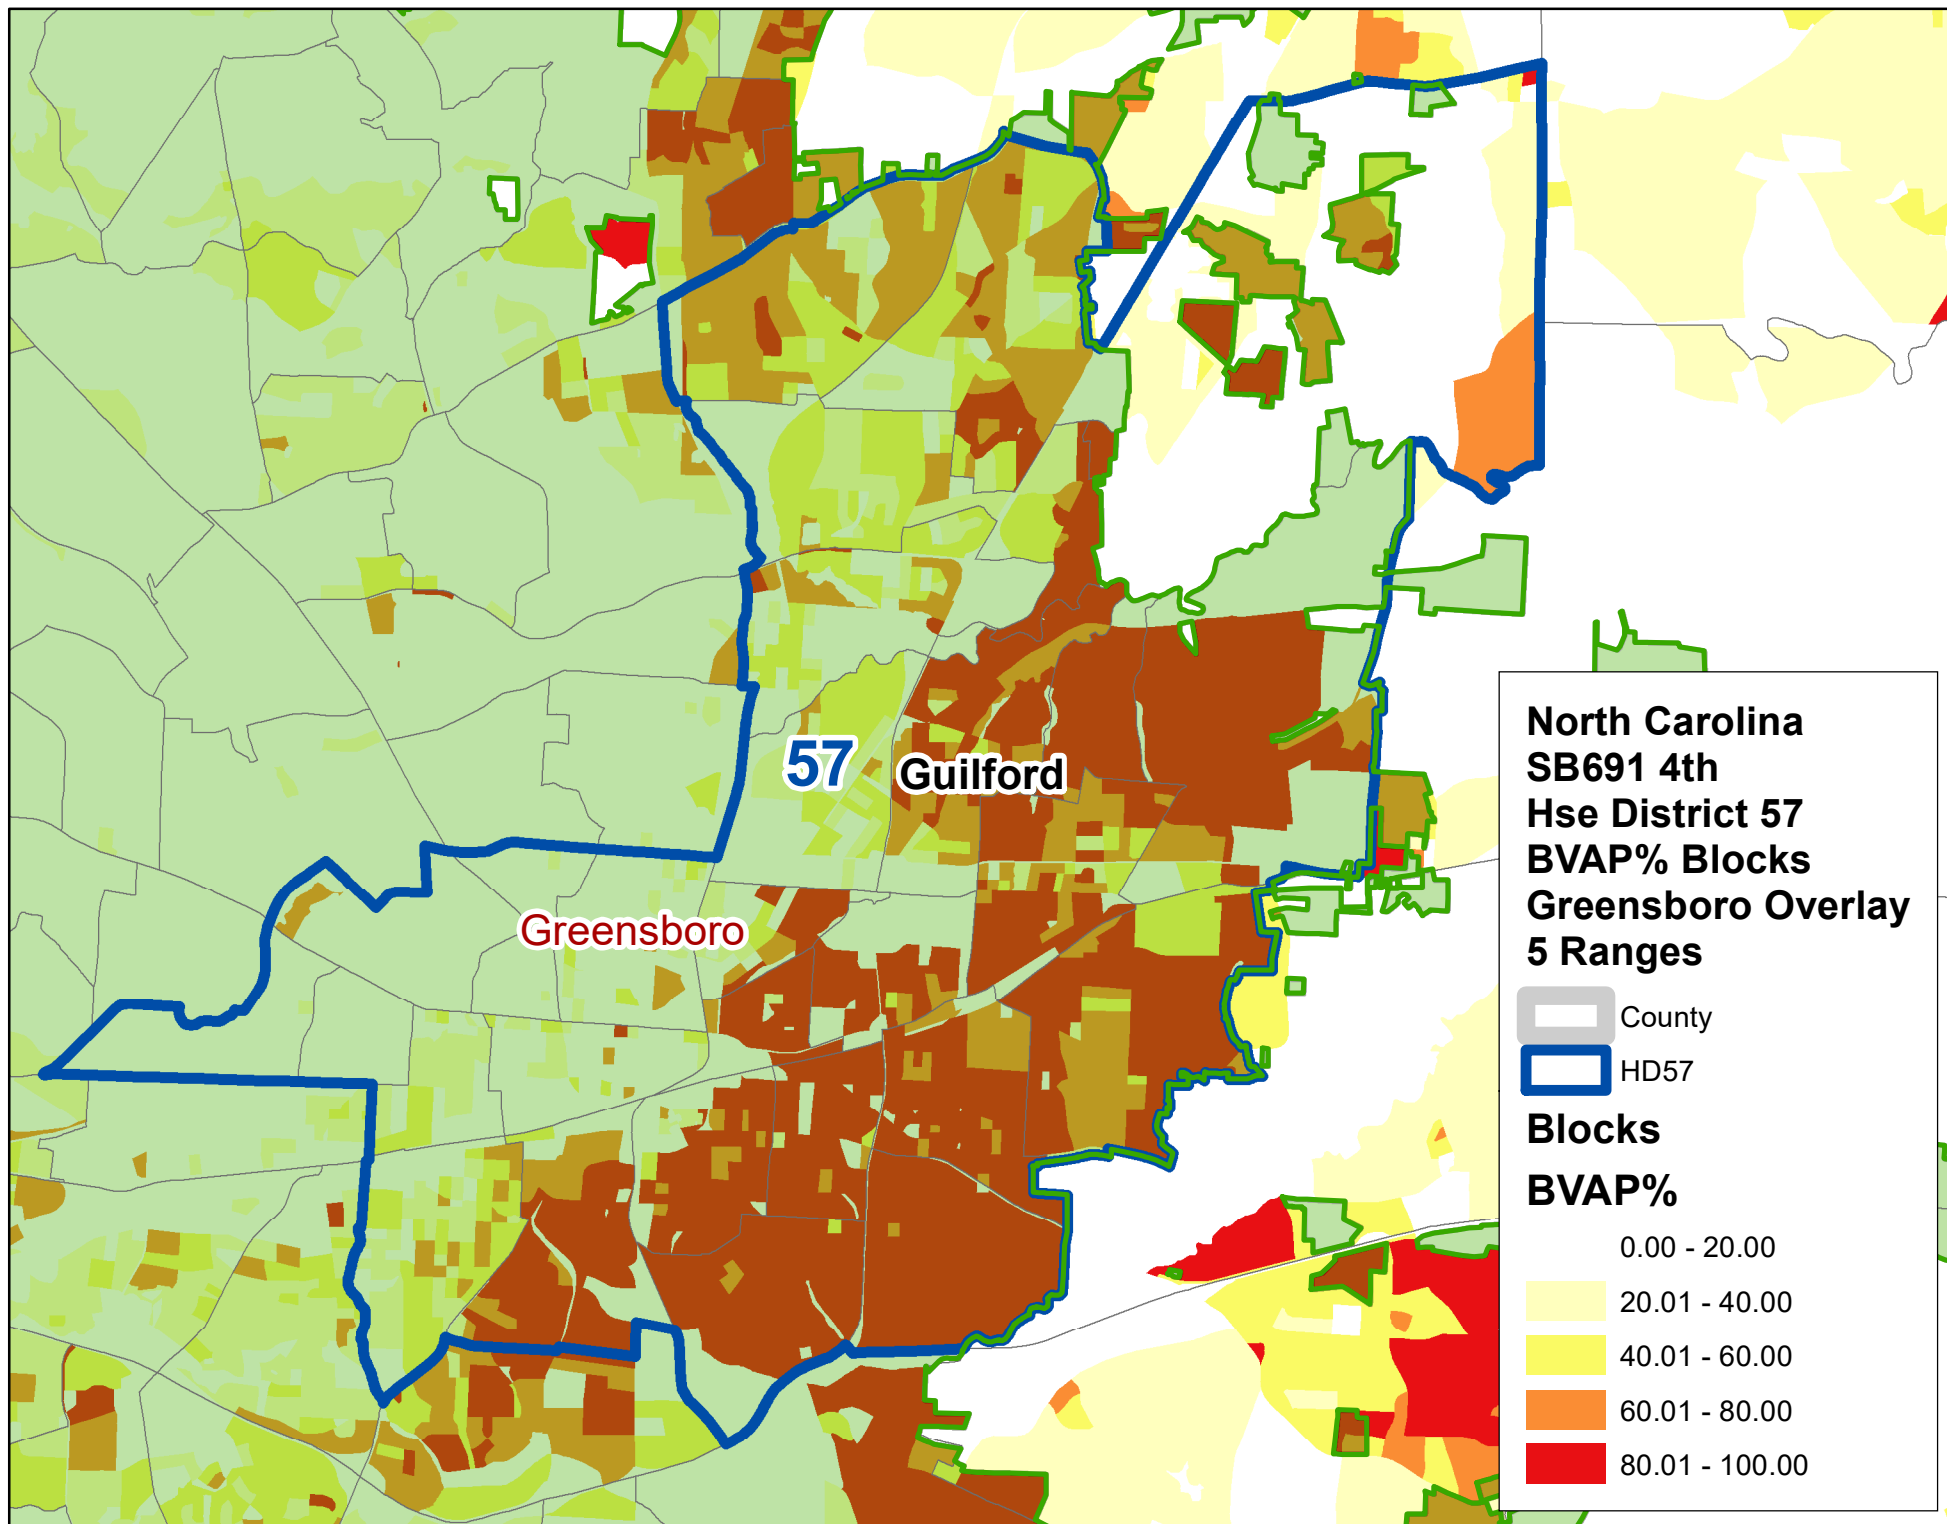 57
Guilford
Greensboro
North Carolina
SB691 4th
Hse District 57
BVAP% Blocks
Greensboro Overlay
5 Ranges
County
HD57
Blocks
BVAP%
0.00 - 20.00
20.01 - 40.00
40.01 - 60.00
60.01 - 80.00
80.01 - 100.00